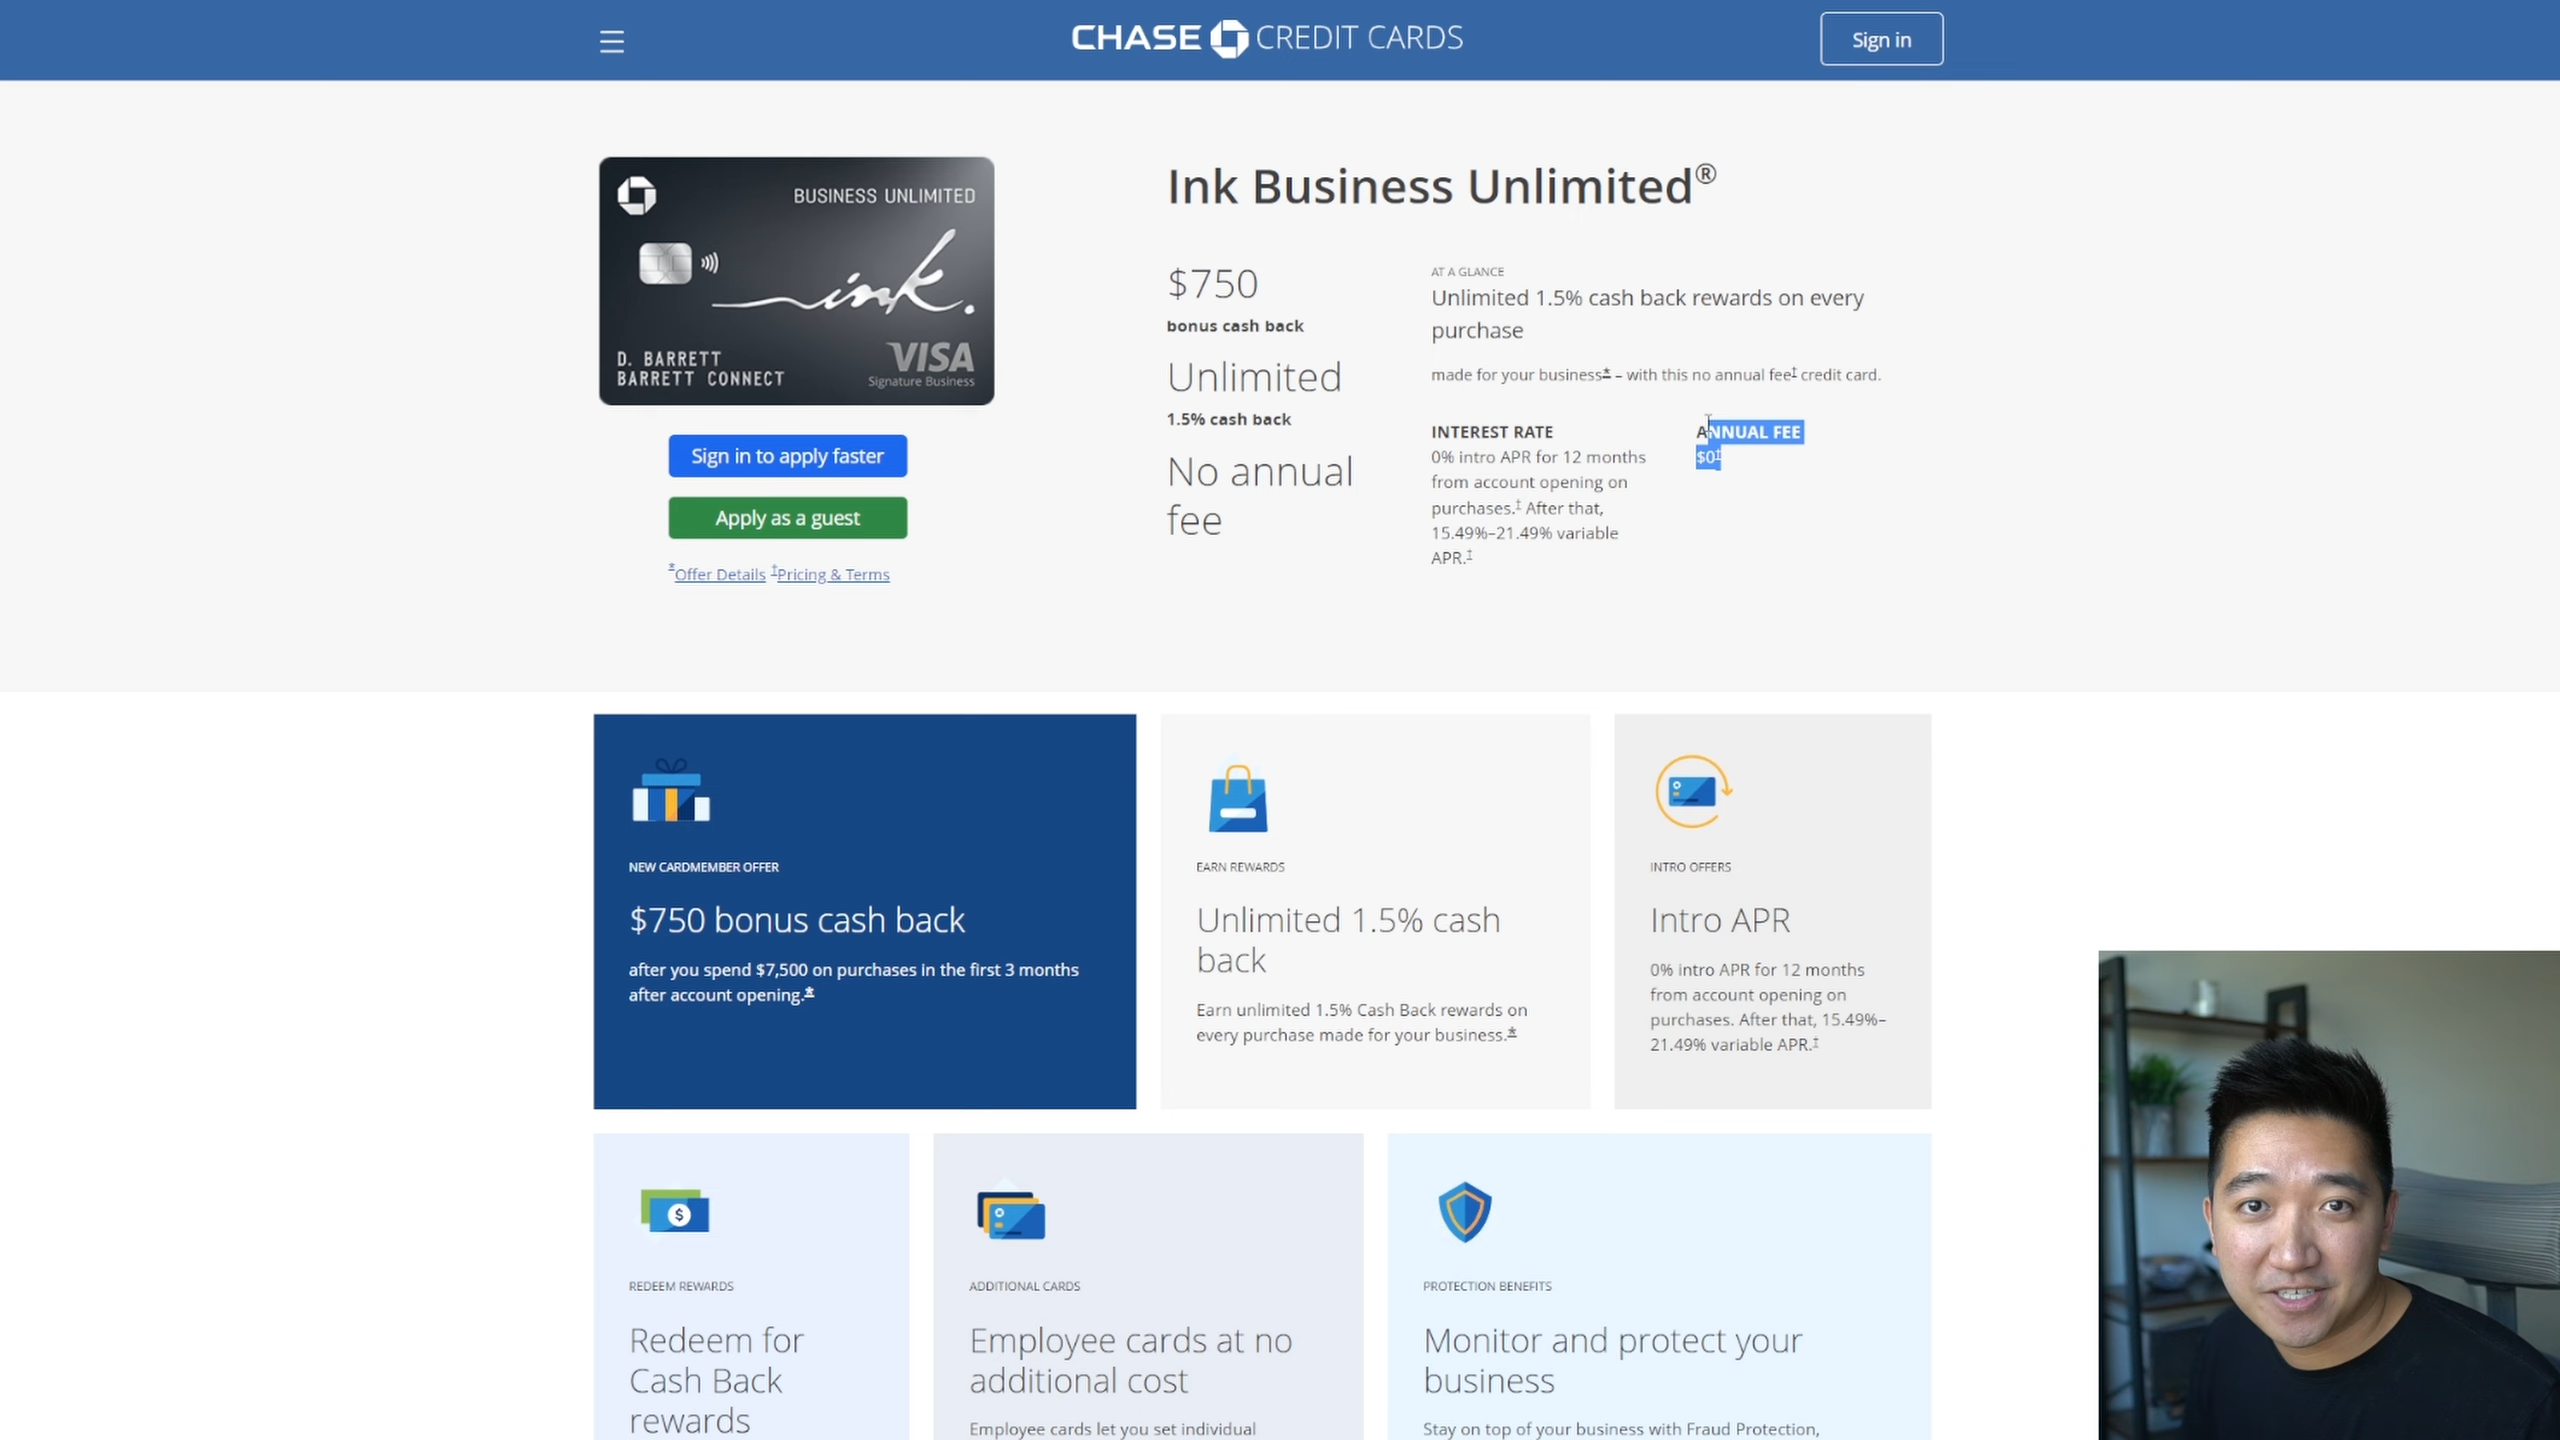 CHASE CREDIT CARDS
Sign in
BUSINESS UNLIMITED
ink.
D. BARRETT
BARRETT CONNECT
VISA
Signature Business
Sign in to apply faster
Apply as a guest
*Offer Details ‡Pricing & Terms
Ink Business Unlimited®
$750
bonus cash back
Unlimited
1.5% cash back
No annual
fee
AT A GLANCE
Unlimited 1.5% cash back rewards on every
purchase
made for your business* – with this no annual fee‡ credit card.
INTEREST RATE
0% intro APR for 12 months
from account opening on
purchases.‡ After that,
15.49%–21.49% variable
APR.‡
ANNUAL FEE
$0‡
NEW CARDMEMBER OFFER
$750 bonus cash back
after you spend $7,500 on purchases in the first 3 months
after account opening.*
EARN REWARDS
Unlimited 1.5% cash
back
Earn unlimited 1.5% Cash Back rewards on
every purchase made for your business.*
INTRO OFFERS
Intro APR
0% intro APR for 12 months
from account opening on
purchases. After that, 15.49%–
21.49% variable APR.‡
REDEEM REWARDS
Redeem for
Cash Back
rewards
ADDITIONAL CARDS
Employee cards at no
additional cost
Employee cards let you set individual
PROTECTION BENEFITS
Monitor and protect your
business
Stay on top of your business with Fraud Protection,